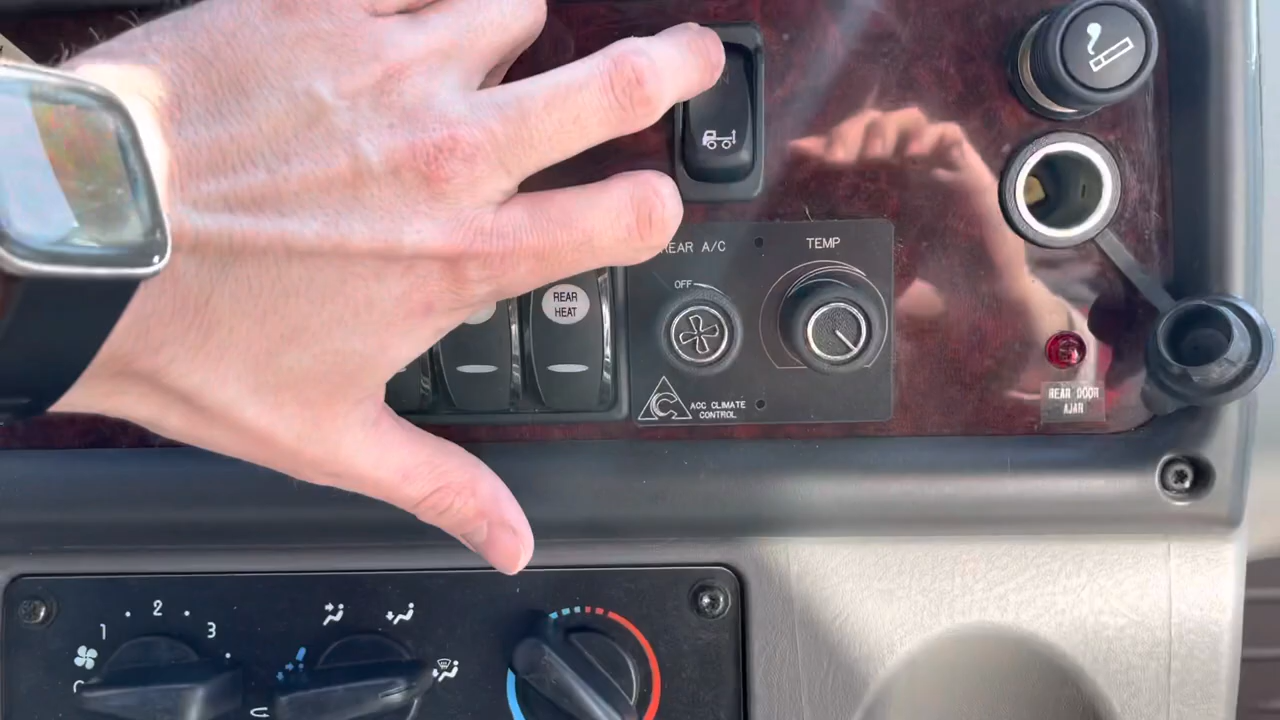 REAR A/C
TEMP
OFF
REAR
HEAT
ACC CLIMATE
CONTROL
REAR DOOR
AJAR
1
2
3